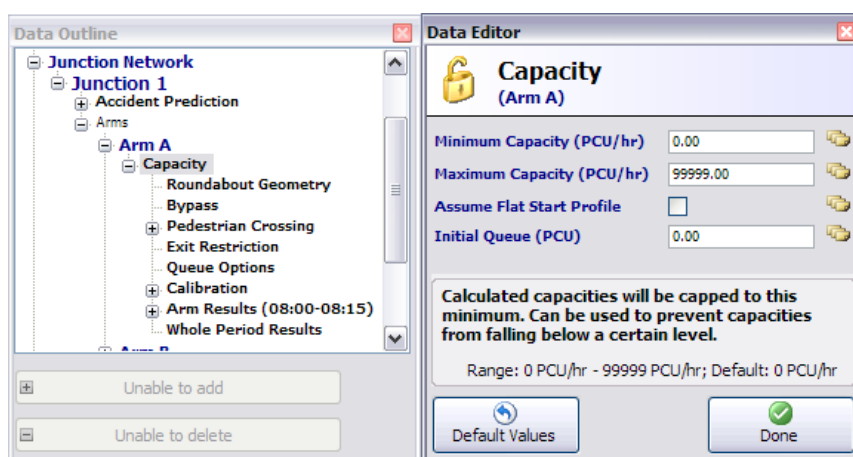 Data Outline
Junction Network
Junction 1
Accident Prediction
Arms
Arm A
Capacity
Roundabout Geometry
Bypass
Pedestrian Crossing
Exit Restriction
Queue Options
Calibration
Arm Results (08:00-08:15)
Whole Period Results
Arm B
Unable to add
Unable to delete
Data Editor
Capacity
(Arm A)
Minimum Capacity (PCU/hr) 0.00
Maximum Capacity (PCU/hr) 99999.00
Assume Flat Start Profile
Initial Queue (PCU) 0.00
Calculated capacities will be capped to this
minimum. Can be used to prevent capacities
from falling below a certain level.
Range: 0 PCU/hr - 99999 PCU/hr; Default: 0 PCU/hr
Default Values
Done